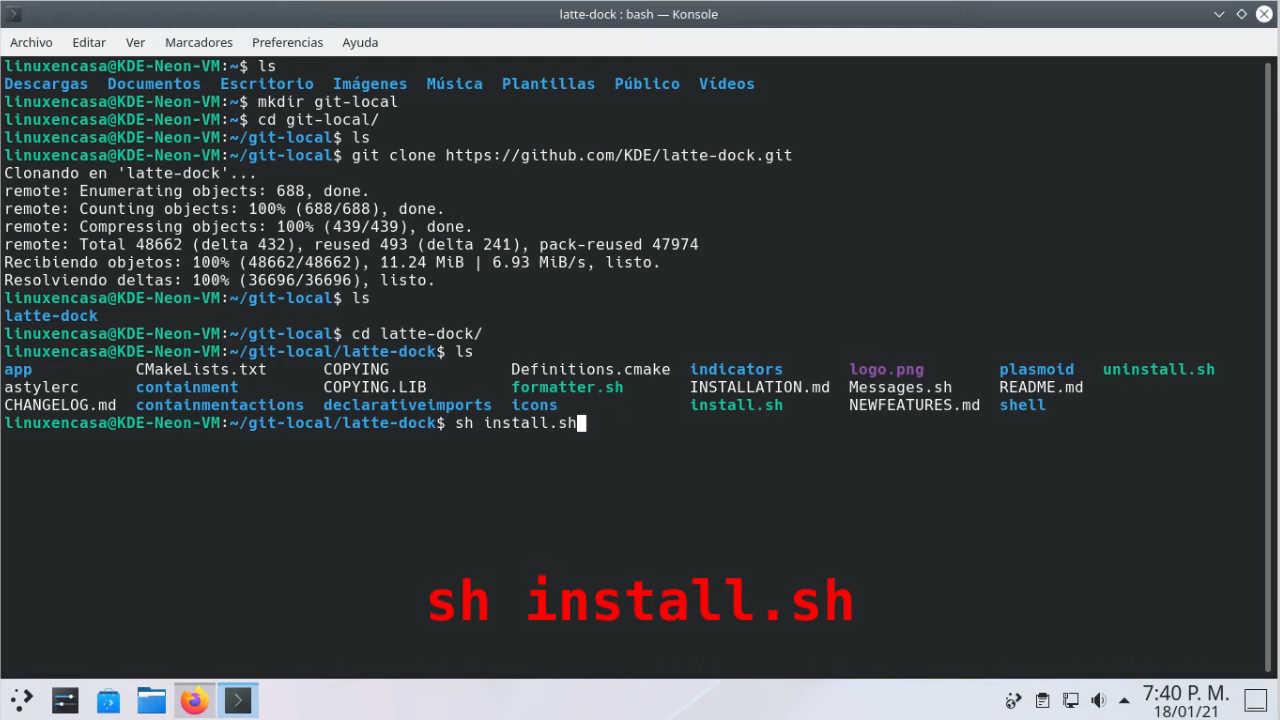 latte-dock : bash — Konsole
Archivo Editar Ver Marcadores Preferencias Ayuda
linuxencasa@KDE-Neon-VM:~$ ls
Descargas Documentos Escritorio Imágenes Música Plantillas Público Vídeos
linuxencasa@KDE-Neon-VM:~$ mkdir git-local
linuxencasa@KDE-Neon-VM:~$ cd git-local/
linuxencasa@KDE-Neon-VM:~/git-local$ ls
linuxencasa@KDE-Neon-VM:~/git-local$ git clone https://github.com/KDE/latte-dock.git
Clonando en 'latte-dock'...
remote: Enumerating objects: 688, done.
remote: Counting objects: 100% (688/688), done.
remote: Compressing objects: 100% (439/439), done.
remote: Total 48662 (delta 432), reused 493 (delta 241), pack-reused 47974
Recibiendo objetos: 100% (48662/48662), 11.24 MiB | 6.93 MiB/s, listo.
Resolviendo deltas: 100% (36696/36696), listo.
linuxencasa@KDE-Neon-VM:~/git-local$ ls
latte-dock
linuxencasa@KDE-Neon-VM:~/git-local$ cd latte-dock/
linuxencasa@KDE-Neon-VM:~/git-local/latte-dock$ ls
app CMakeLists.txt COPYING Definitions.cmake indicators logo.png plasmoid uninstall.sh
astylerc containment COPYING.LIB formatter.sh INSTALLATION.md Messages.sh README.md
CHANGELOG.md containmentactions declarativeimports icons install.sh NEWFEATURES.md shell
linuxencasa@KDE-Neon-VM:~/git-local/latte-dock$ sh install.sh
sh install.sh
7:40 P. M.
18/01/21